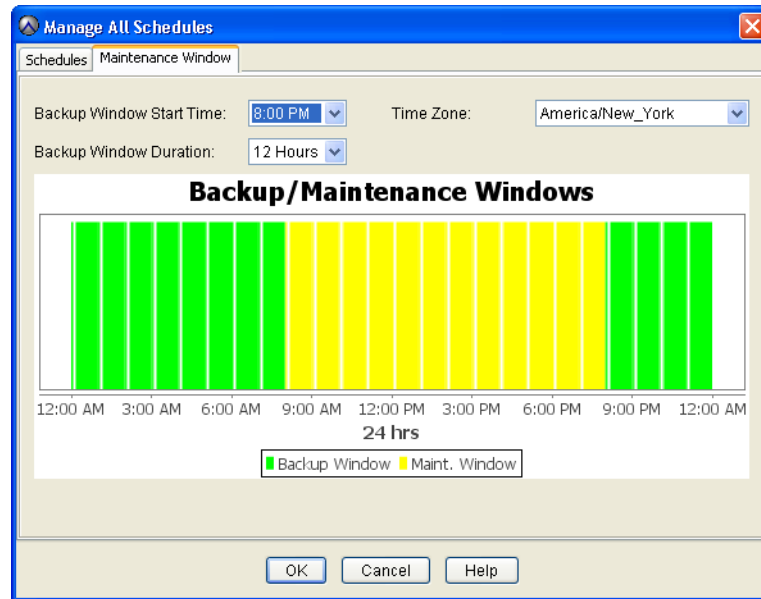 Manage All Schedules
Schedules Maintenance Window
Backup Window Start Time: 8:00 PM Time Zone: America/New_York
Backup Window Duration: 12 Hours
Backup/Maintenance Windows
12:00 AM 3:00 AM 6:00 AM 9:00 AM 12:00 PM 3:00 PM 6:00 PM 9:00 PM 12:00 AM
24 hrs
Backup Window Maint. Window
OK Cancel Help